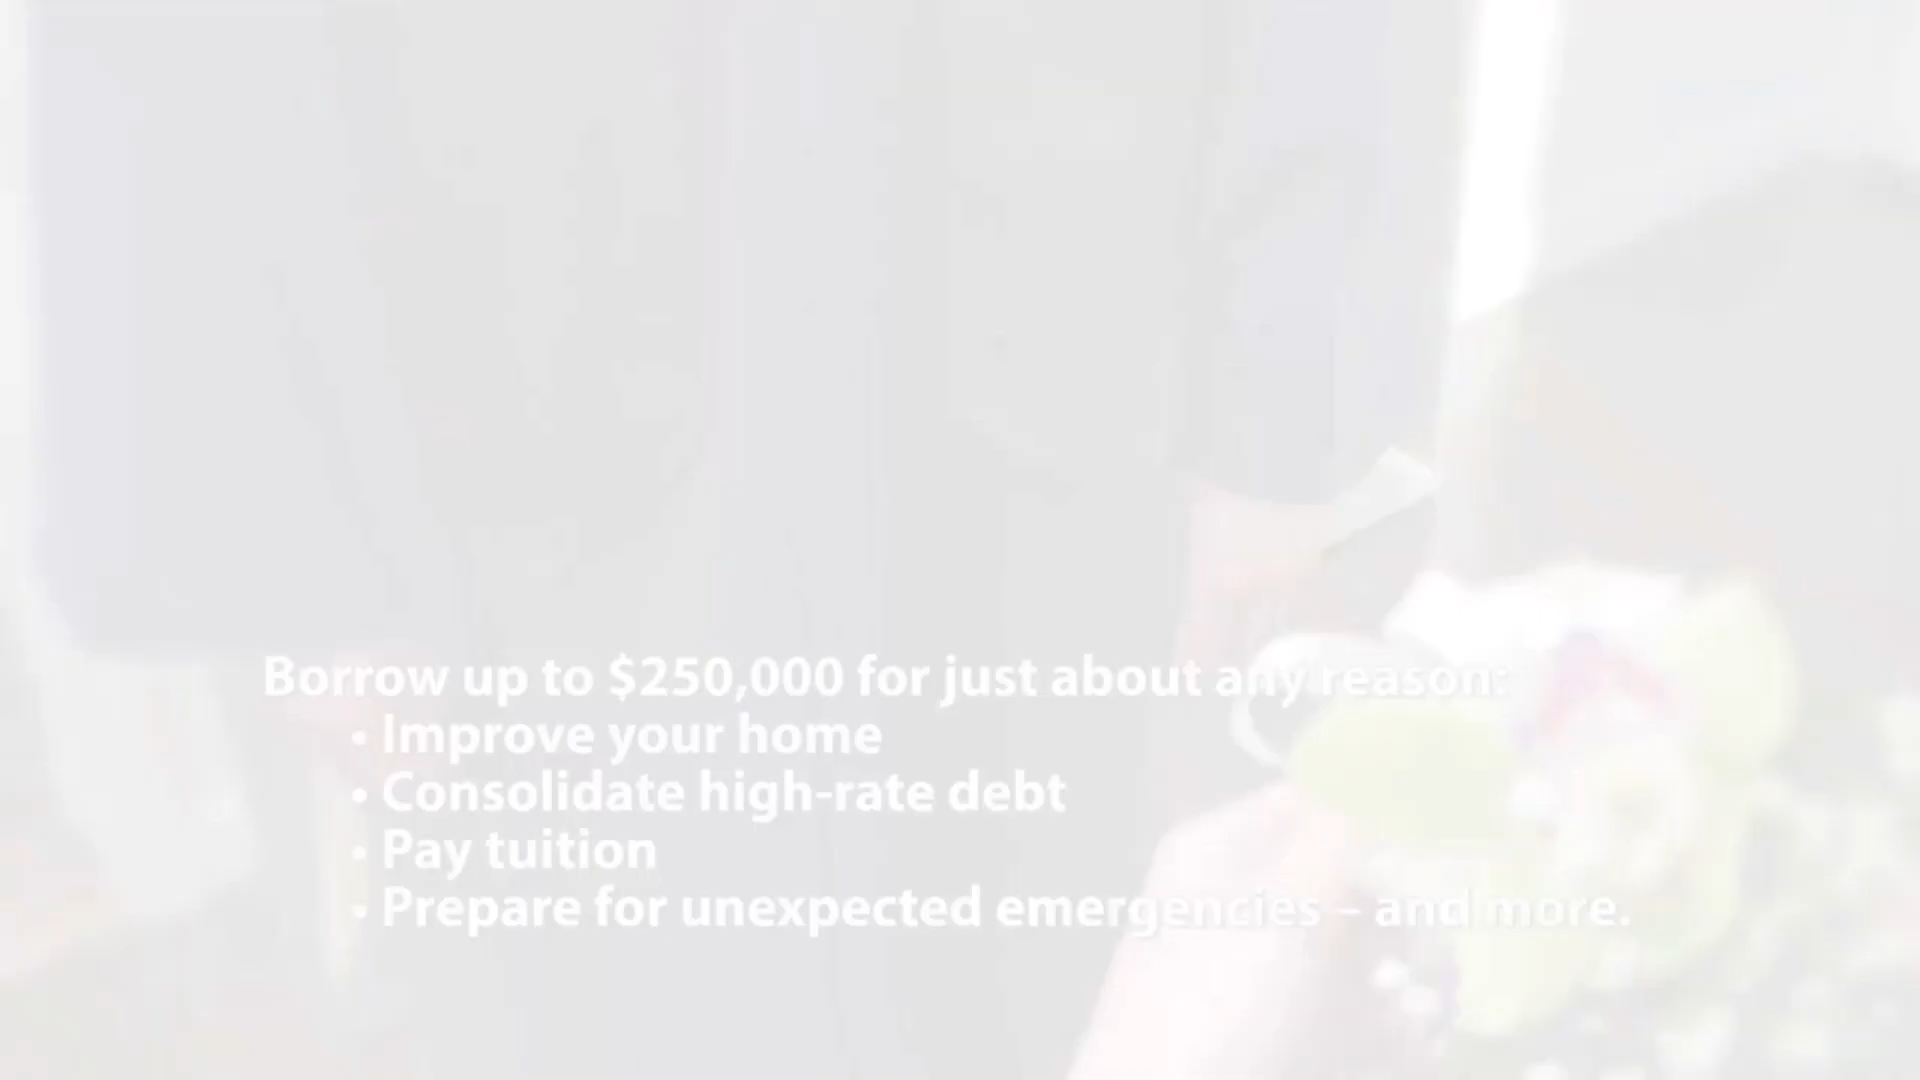 Borrow up to $250,000 for just about any reason:
• Improve your home
• Consolidate high-rate debt
• Pay tuition
• Prepare for unexpected emergencies – and more.